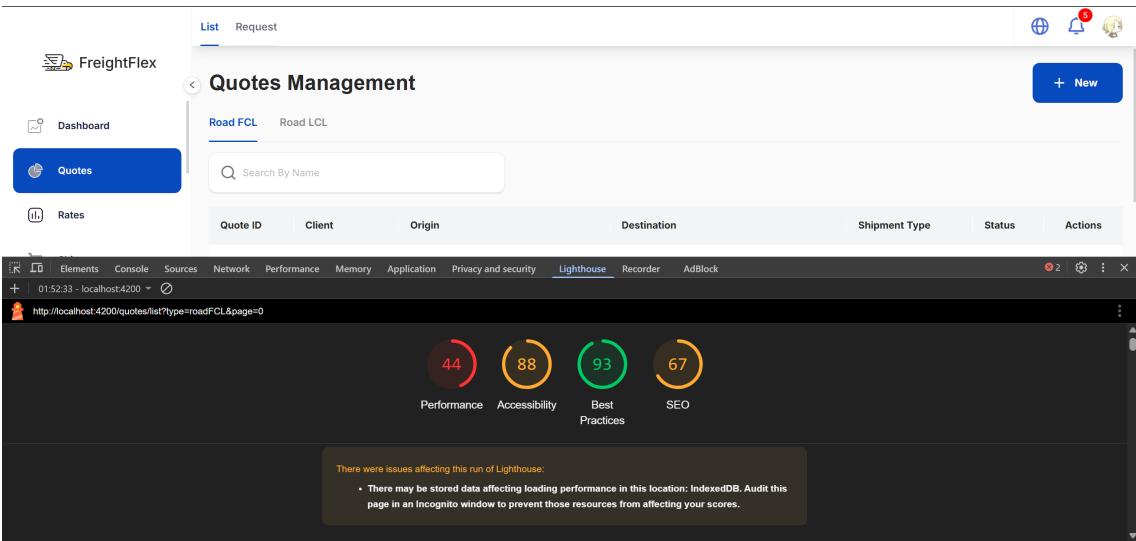 List Request
5
FreightFlex
Quotes Management
+ New
Dashboard
Road FCL Road LCL
Quotes
Search By Name
Rates
Quote ID Client Origin Destination Shipment Type Status Actions
Elements Console Sources Network Performance Memory Application Privacy and security Lighthouse Recorder AdBlock 2
01:52:33 - localhost:4200
http://localhost:4200/quotes/list?type=roadFCL&page=0
44 88 93 67
Performance Accessibility Best Practices SEO
There were issues affecting this run of Lighthouse:
• There may be stored data affecting loading performance in this location: IndexedDB. Audit this
page in an Incognito window to prevent those resources from affecting your scores.